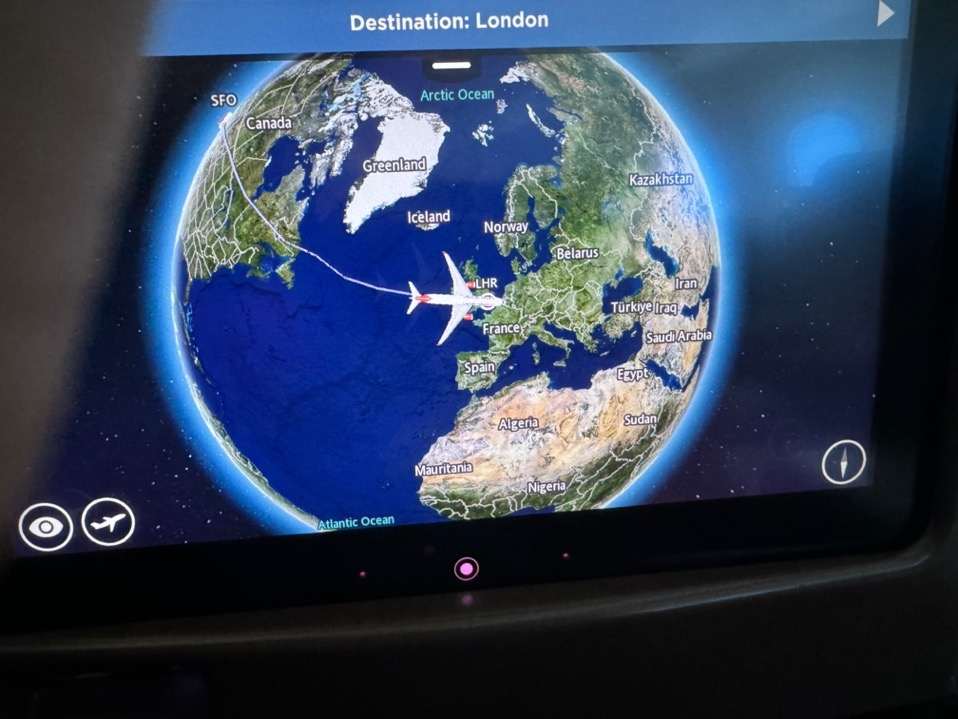 Destination: London
Arctic Ocean
SFO
Canada
Greenland
Kazakhstan
Iceland
Norway
Belarus
LHR
Iran
Türkiye
Iraq
France
Saudi Arabia
Spain
Egypt
Algeria
Sudan
Mauritania
Nigeria
Atlantic Ocean